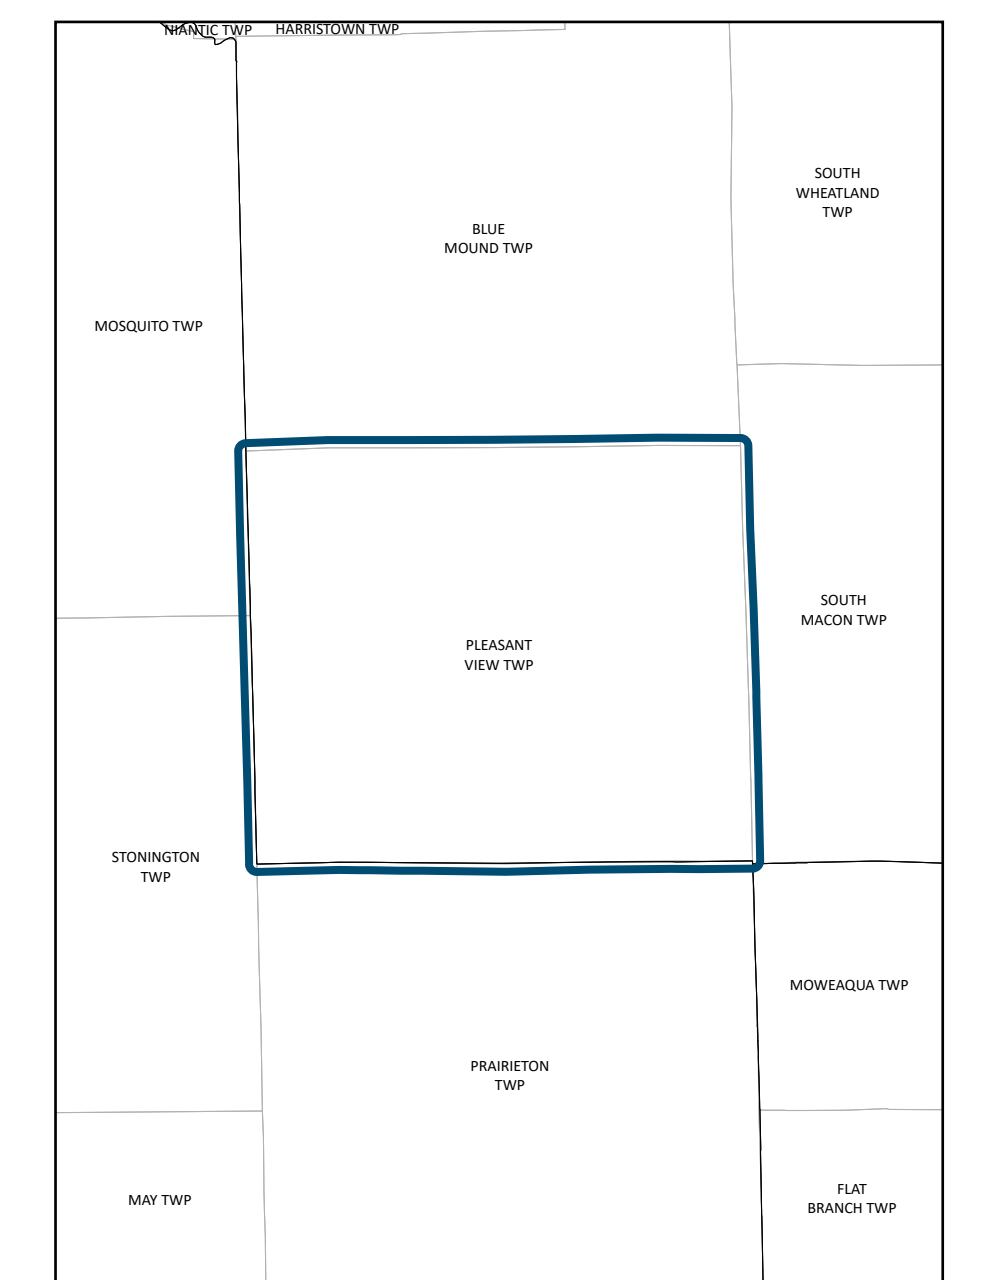 NIANTIC TWP
HARRISTOWN TWP
SOUTH
WHEATLAND
TWP
BLUE
MOUND TWP
MOSQUITO TWP
SOUTH
MACON TWP
PLEASANT
VIEW TWP
STONINGTON
TWP
MOWEAQUA TWP
PRAIRIETON
TWP
MAY TWP
FLAT
BRANCH TWP